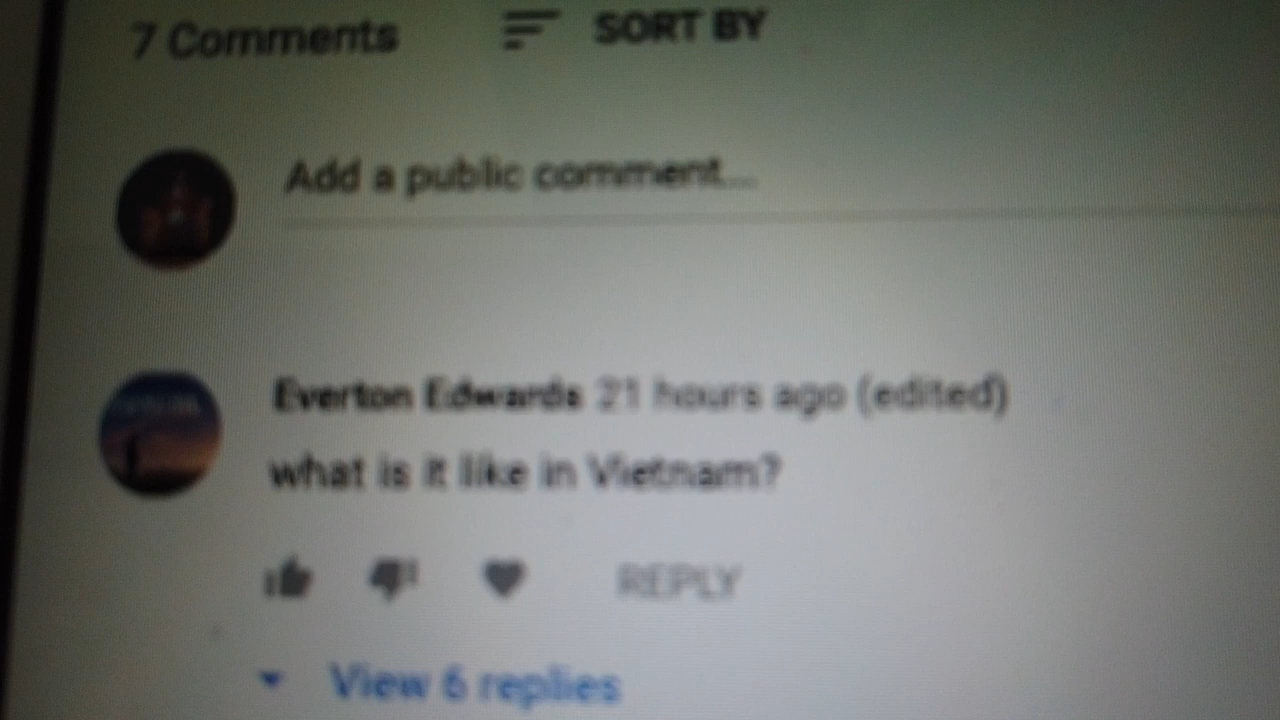 7 Comments
SORT BY
Add a public comment...
Everton Edwards 21 hours ago (edited)
what is it like in Vietnam?
REPLY
View 6 replies